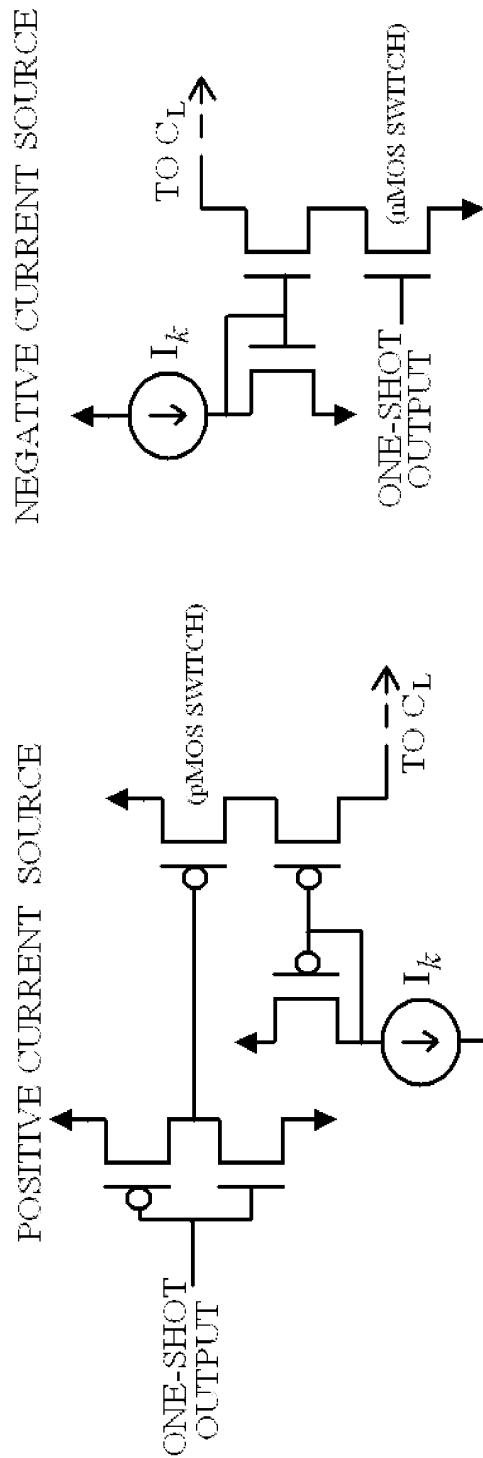 POSITIVE CURRENT SOURCE
ONE-SHOT
OUTPUT
(pMOS SWITCH)
I_k
TO C_L
NEGATIVE CURRENT SOURCE
I_k
TO C_L
(nMOS SWITCH)
ONE-SHOT
OUTPUT